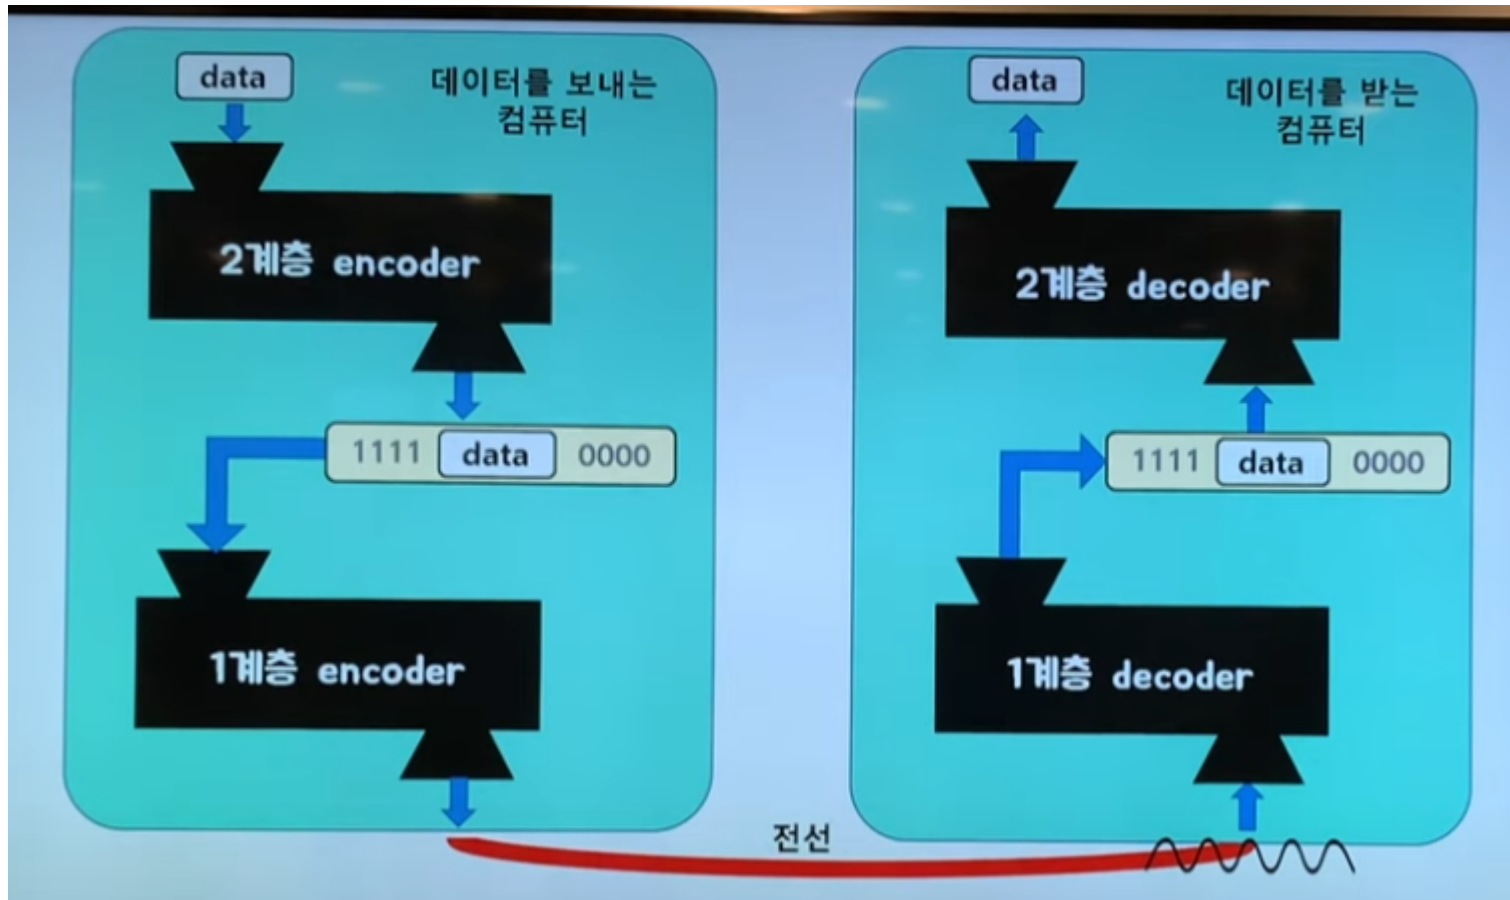 data
데이터를 보내는
컴퓨터
2계층 encoder
1111 data 0000
1계층 encoder
data
데이터를 받는
컴퓨터
2계층 decoder
1111 data 0000
1계층 decoder
전선